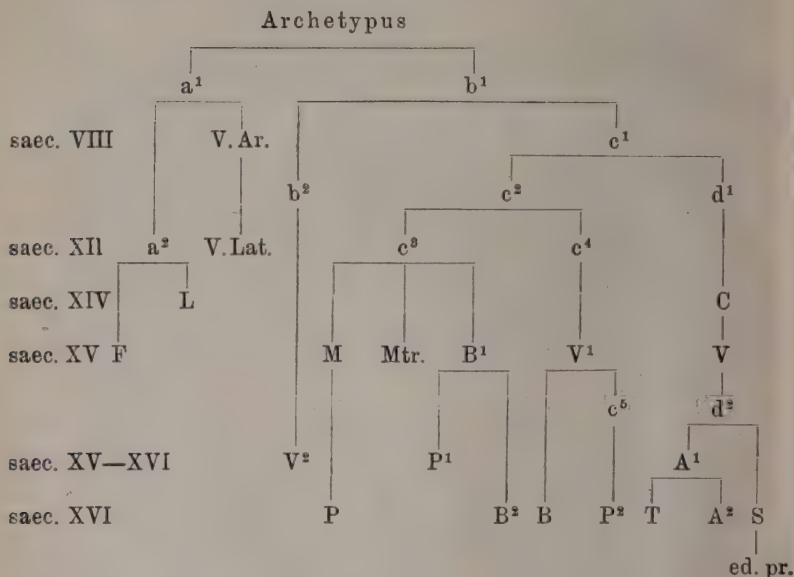 Archetypus
a¹ b¹
saec. VIII V. Ar. c¹
b² c² d¹
saec. XII a² V. Lat. c³ c⁴
saec. XIV L C
saec. XV F M Mtr. B¹ V¹ V
c⁵ d²
saec. XV—XVI V² P¹ A¹
saec. XVI P B² B P² T A² S
ed. pr.